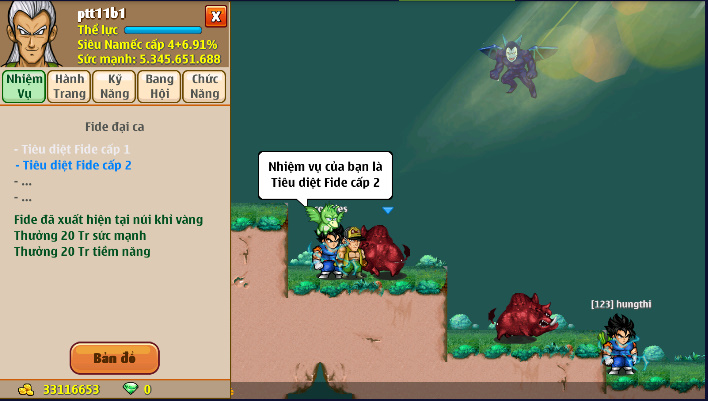 ptt11b1
X
Thể lực
Siêu Namếc cấp 4+6.91%
Sức mạnh: 5.345.651.688
Nhiệm Vụ
Hành Trang
Kỹ Năng
Bang Hội
Chức Năng
Fide đại ca
- Tiêu diệt Fide cấp 1
- Tiêu diệt Fide cấp 2
- ...
- ...
Fide đã xuất hiện tại núi khỉ vàng
Thưởng 20 Tr sức mạnh
Thưởng 20 Tr tiềm năng
Bản đồ
33116653
0
Nhiệm vụ của bạn là
Tiêu diệt Fide cấp 2
[123] hungthi